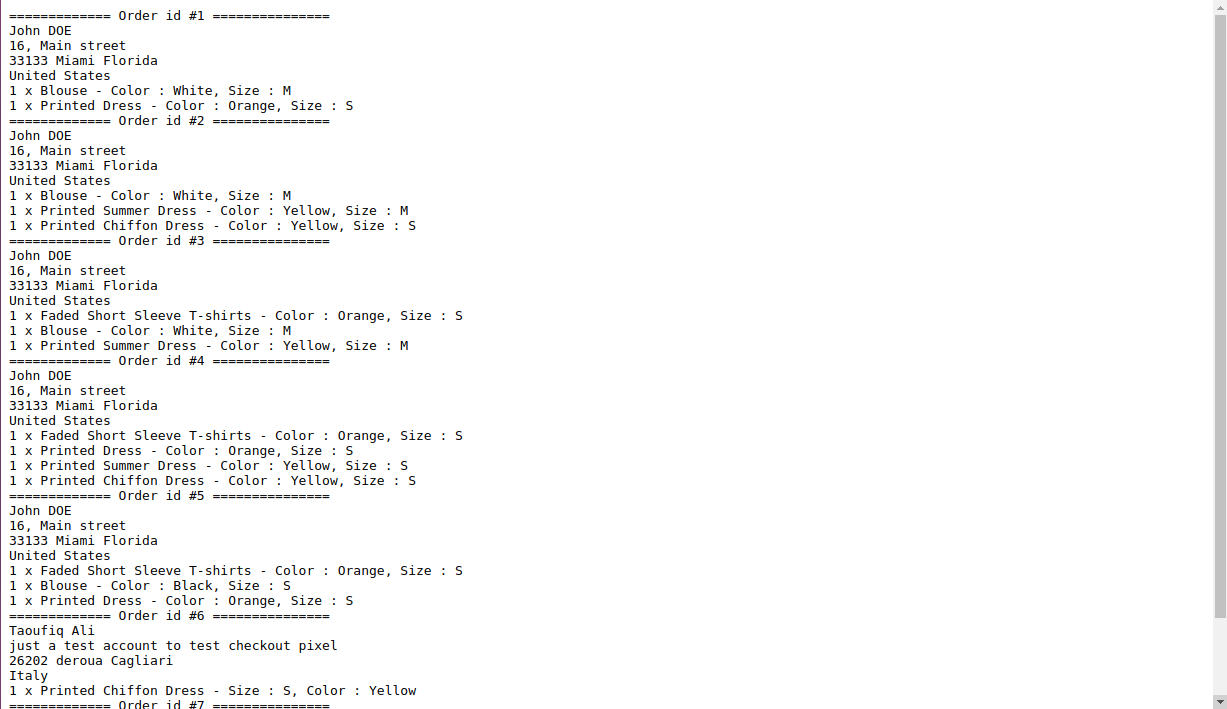 ============= Order id #1 ===============
John DOE
16, Main street
33133 Miami Florida
United States
1 x Blouse - Color : White, Size : M
1 x Printed Dress - Color : Orange, Size : S
============= Order id #2 ===============
John DOE
16, Main street
33133 Miami Florida
United States
1 x Blouse - Color : White, Size : M
1 x Printed Summer Dress - Color : Yellow, Size : M
1 x Printed Chiffon Dress - Color : Yellow, Size : S
============= Order id #3 ===============
John DOE
16, Main street
33133 Miami Florida
United States
1 x Faded Short Sleeve T-shirts - Color : Orange, Size : S
1 x Blouse - Color : White, Size : M
1 x Printed Summer Dress - Color : Yellow, Size : M
============= Order id #4 ===============
John DOE
16, Main street
33133 Miami Florida
United States
1 x Faded Short Sleeve T-shirts - Color : Orange, Size : S
1 x Printed Dress - Color : Orange, Size : S
1 x Printed Summer Dress - Color : Yellow, Size : S
1 x Printed Chiffon Dress - Color : Yellow, Size : S
============= Order id #5 ===============
John DOE
16, Main street
33133 Miami Florida
United States
1 x Faded Short Sleeve T-shirts - Color : Orange, Size : S
1 x Blouse - Color : Black, Size : S
1 x Printed Dress - Color : Orange, Size : S
============= Order id #6 ===============
Taoufiq Ali
just a test account to test checkout pixel
26202 deroua Cagliari
Italy
1 x Printed Chiffon Dress - Size : S, Color : Yellow
============= Order id #7 ===============